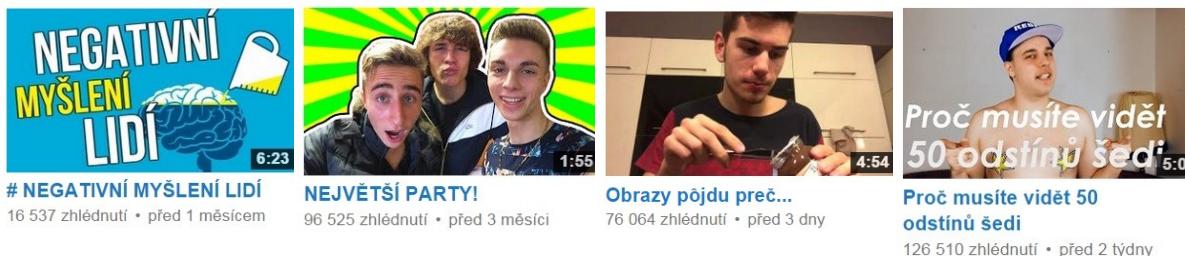 NEGATIVNÍ
MYŠLENÍ
LIDÍ
6:23
# NEGATIVNÍ MYŠLENÍ LIDÍ
16 537 zhlédnutí • před 1 měsícem
1:55
NEJVĚTŠÍ PARTY!
96 525 zhlédnutí • před 3 měsíci
4:54
Obrazy pôjdu preč...
76 064 zhlédnutí • před 3 dny
Proč musíte vidět
50 odstínů šedi
Proč musíte vidět 50
odstínů šedi
126 510 zhlédnutí • před 2 týdny